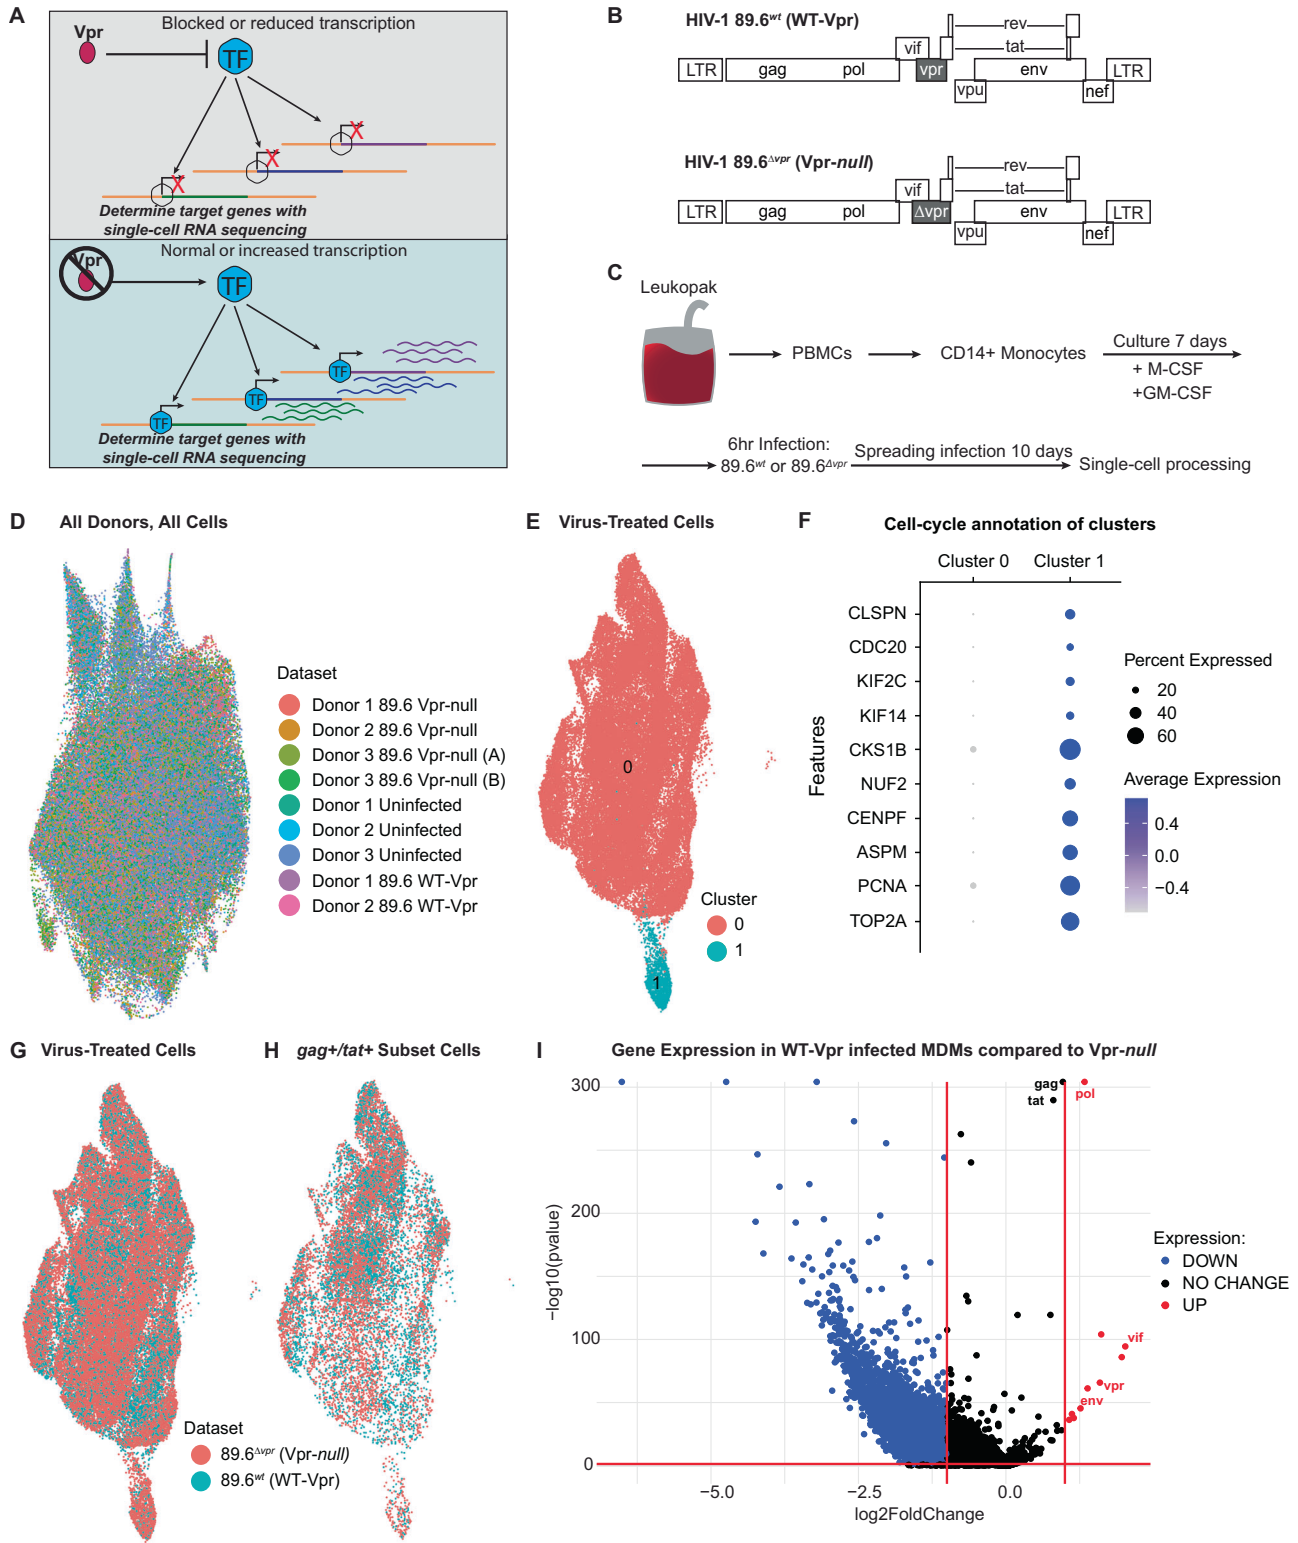 A
Blocked or reduced transcription
Vpr
TF
X
X
X
Determine target genes with
single-cell RNA sequencing
Normal or increased transcription
Vpr
TF
TF
TF
TF
Determine target genes with
single-cell RNA sequencing
B
HIV-1 89.6wt (WT-Vpr)
rev
vif
tat
LTR
gag
pol
vpr
env
LTR
vpu
nef
HIV-1 89.6Δvpr (Vpr-null)
rev
vif
tat
LTR
gag
pol
Δvpr
env
LTR
vpu
nef
C
Leukopak
PBMCs
CD14+ Monocytes
Culture 7 days
+ M-CSF
+GM-CSF
6hr Infection:
89.6wt or 89.6Δvpr
Spreading infection 10 days
Single-cell processing
D
All Donors, All Cells
Dataset
Donor 1 89.6 Vpr-null
Donor 2 89.6 Vpr-null
Donor 3 89.6 Vpr-null (A)
Donor 3 89.6 Vpr-null (B)
Donor 1 Uninfected
Donor 2 Uninfected
Donor 3 Uninfected
Donor 1 89.6 WT-Vpr
Donor 2 89.6 WT-Vpr
E
Virus-Treated Cells
0
1
Cluster
0
1
F
Cell-cycle annotation of clusters
Cluster 0
Cluster 1
Features
CLSPN
CDC20
KIF2C
KIF14
CKS1B
NUF2
CENPF
ASPM
PCNA
TOP2A
Percent Expressed
20
40
60
Average Expression
0.4
0.0
−0.4
G
Virus-Treated Cells
H
gag+/tat+ Subset Cells
Dataset
89.6Δvpr (Vpr-null)
89.6wt (WT-Vpr)
I
Gene Expression in WT-Vpr infected MDMs compared to Vpr-null
−log10(pvalue)
300
200
100
0
gag
tat
pol
vif
vpr
env
−5.0
−2.5
0.0
log2FoldChange
Expression:
DOWN
NO CHANGE
UP